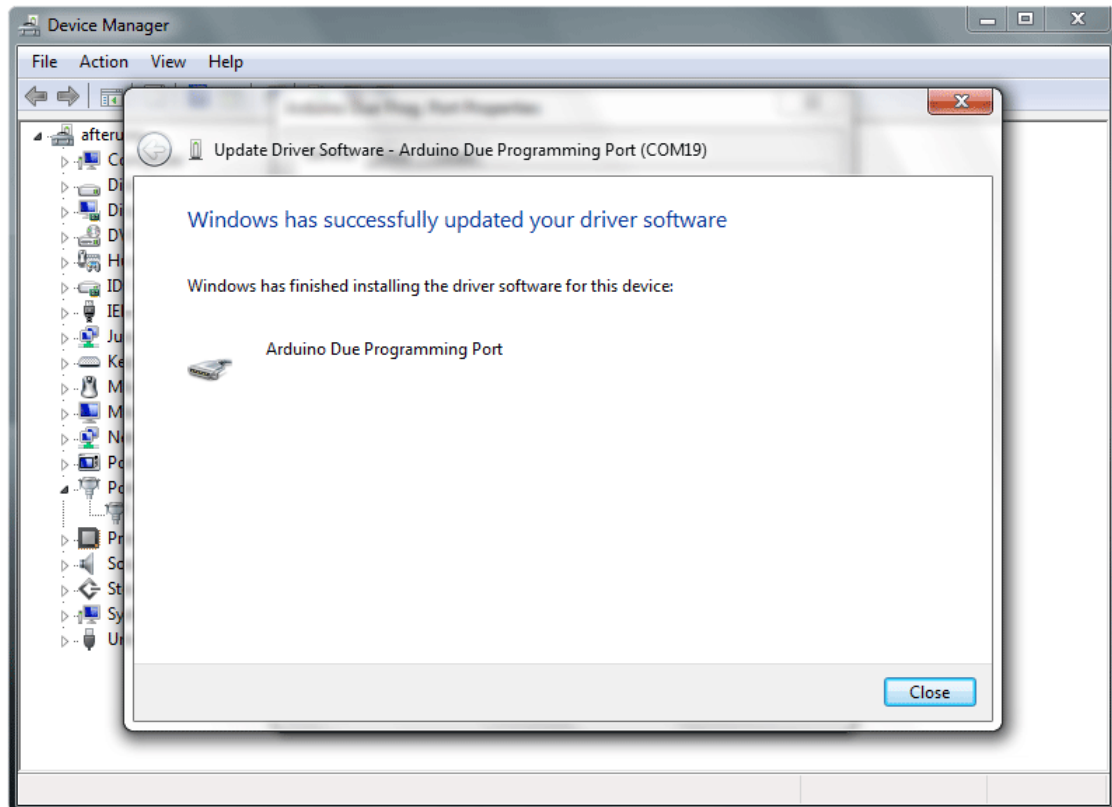 Device Manager
File Action View Help
Update Driver Software - Arduino Due Programming Port (COM19)
Windows has successfully updated your driver software
Windows has finished installing the driver software for this device:
Arduino Due Programming Port
Close